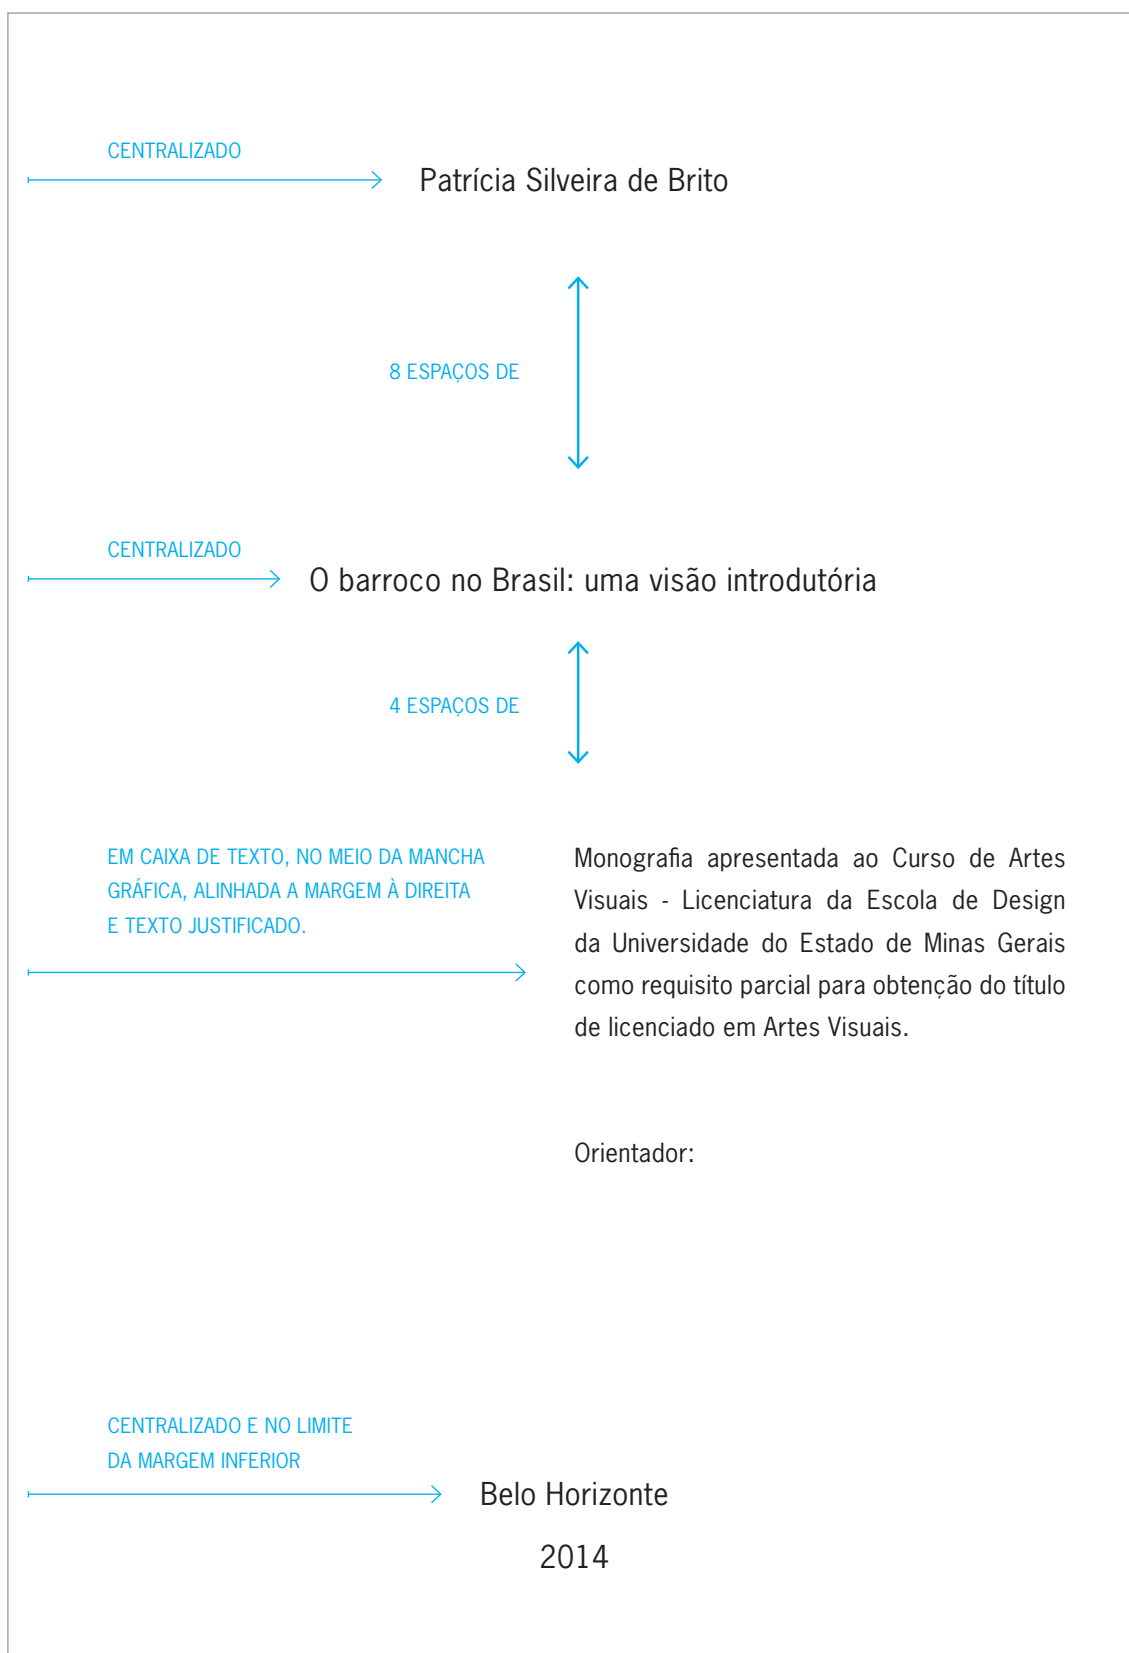 CENTRALIZADO
Patrícia Silveira de Brito
8 ESPAÇOS DE
CENTRALIZADO
O barroco no Brasil: uma visão introdutória
4 ESPAÇOS DE
EM CAIXA DE TEXTO, NO MEIO DA MANCHA
GRÁFICA, ALINHADA A MARGEM À DIREITA
E TEXTO JUSTIFICADO.
Monografia apresentada ao Curso de Artes
Visuais - Licenciatura da Escola de Design
da Universidade do Estado de Minas Gerais
como requisito parcial para obtenção do título
de licenciado em Artes Visuais.
Orientador:
CENTRALIZADO E NO LIMITE
DA MARGEM INFERIOR
Belo Horizonte
2014